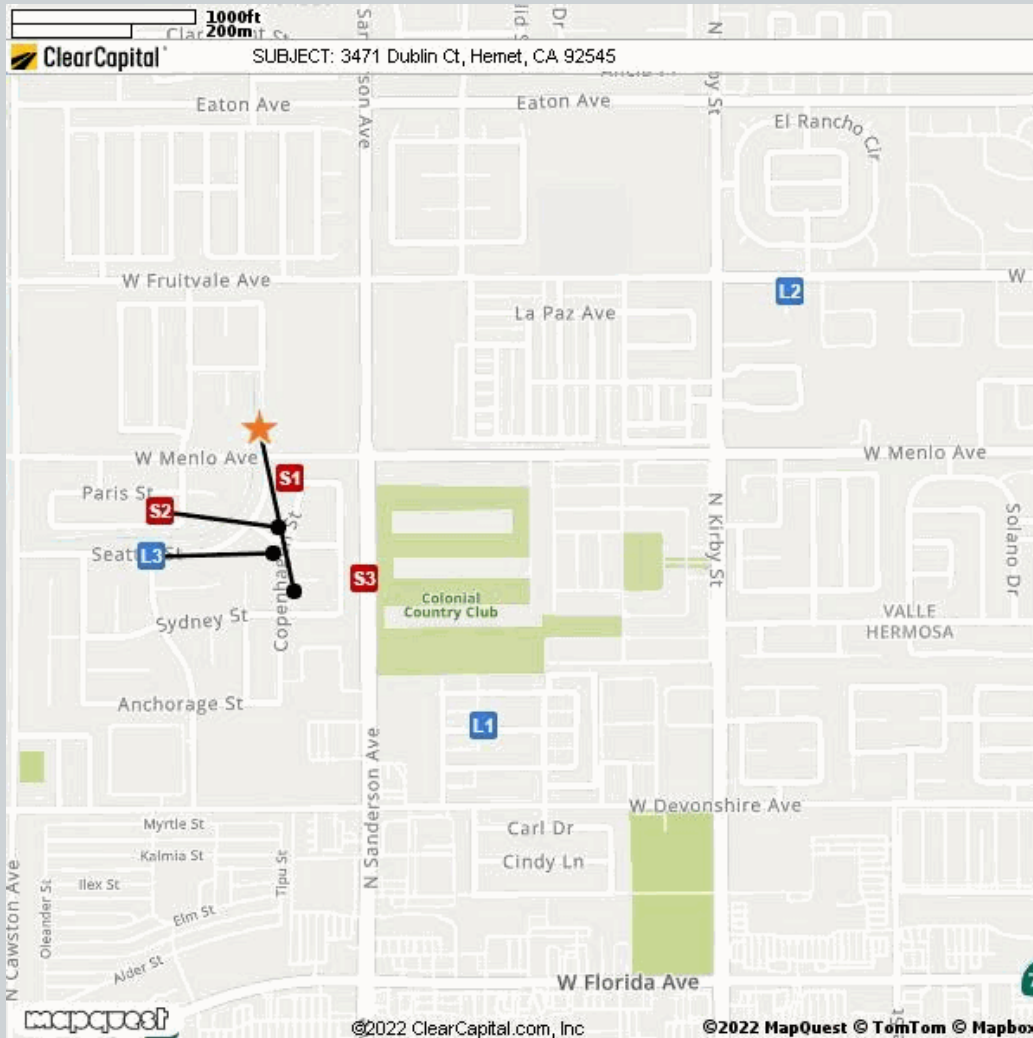 1000ft
200m
ClearCapital
SUBJECT: 3471 Dublin Ct, Hemet, CA 92545
Eaton Ave
Eaton Ave
El Rancho Cir
W Fruitvale Ave
W
L2
La Paz Ave
W Menlo Ave
W Menlo Ave
S1
Paris St
S2
N Kirby St
Solano Dr
Seatt
St
L3
Copenha
St
S3
Colonial
Country Club
Sydney St
VALLE
HERMOSA
Anchorage St
L1
N Sanderson Ave
W Devonshire Ave
Myrtle St
Carl Dr
Kalmia St
Cindy Ln
Tipu St
Ilex St
Oleander St
N Cawston Ave
Elm St
Alder St
W Florida Ave
mapquest
©2022 ClearCapital.com, Inc
©2022 MapQuest © TomTom © Mapbox